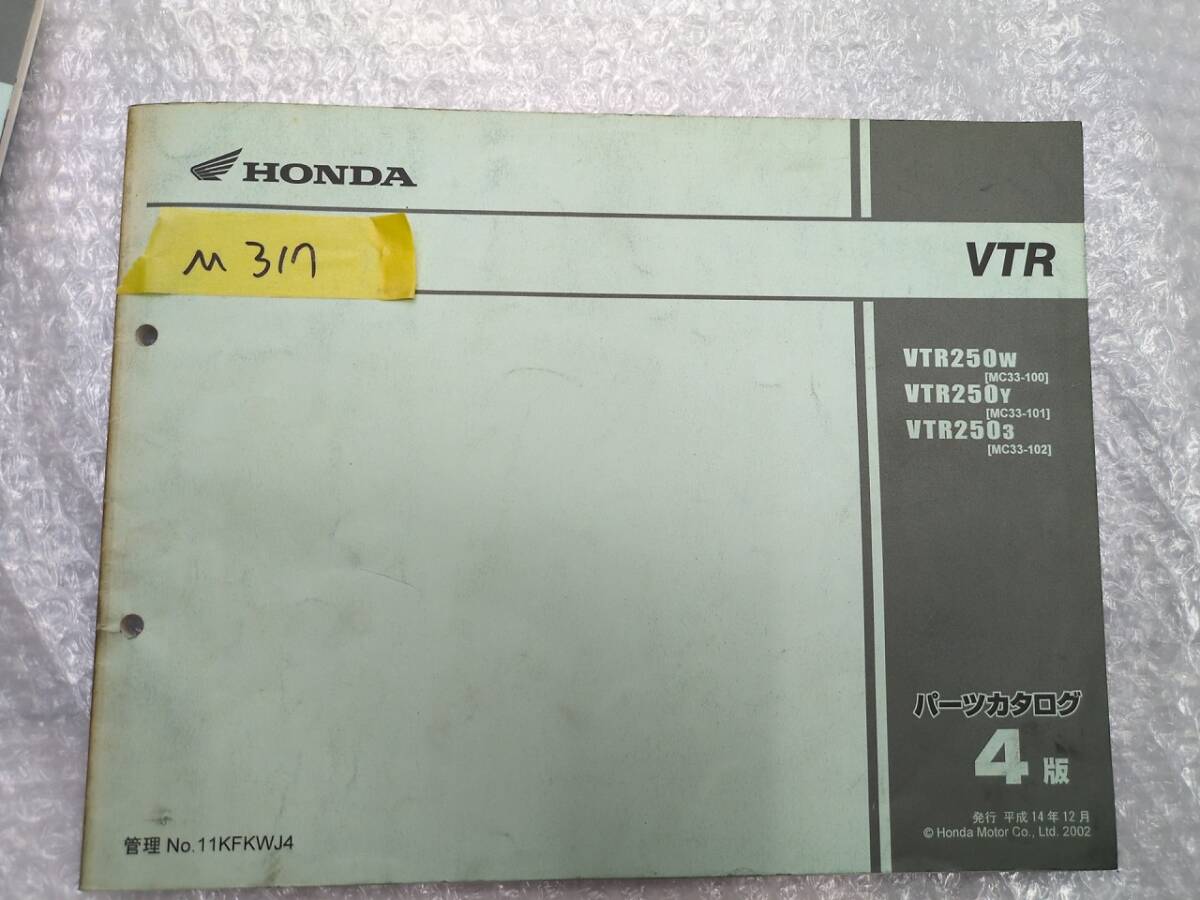 HONDA
M 317
VTR
VTR250W
[MC33-100]
VTR250Y
[MC33-101]
VTR2503
[MC33-102]
パーツカタログ
4版
発行 平成14年12月
© Honda Motor Co., Ltd. 2002
管理 No.11KFKWJ4